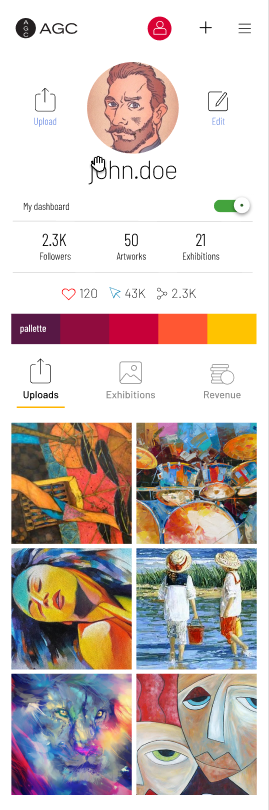 AGC
AGC
Upload
Edit
john.doe
My dashboard
2.3K
50
21
Followers
Artworks
Exhibitions
120
43K
2.3K
pallette
Uploads
Exhibitions
Revenue